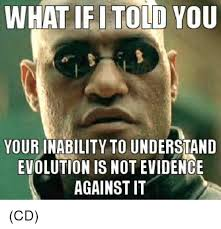 WHAT IF I TOLD YOU
YOUR INABILITY TO UNDERSTAND
EVOLUTION IS NOT EVIDENCE
AGAINST IT
(CD)